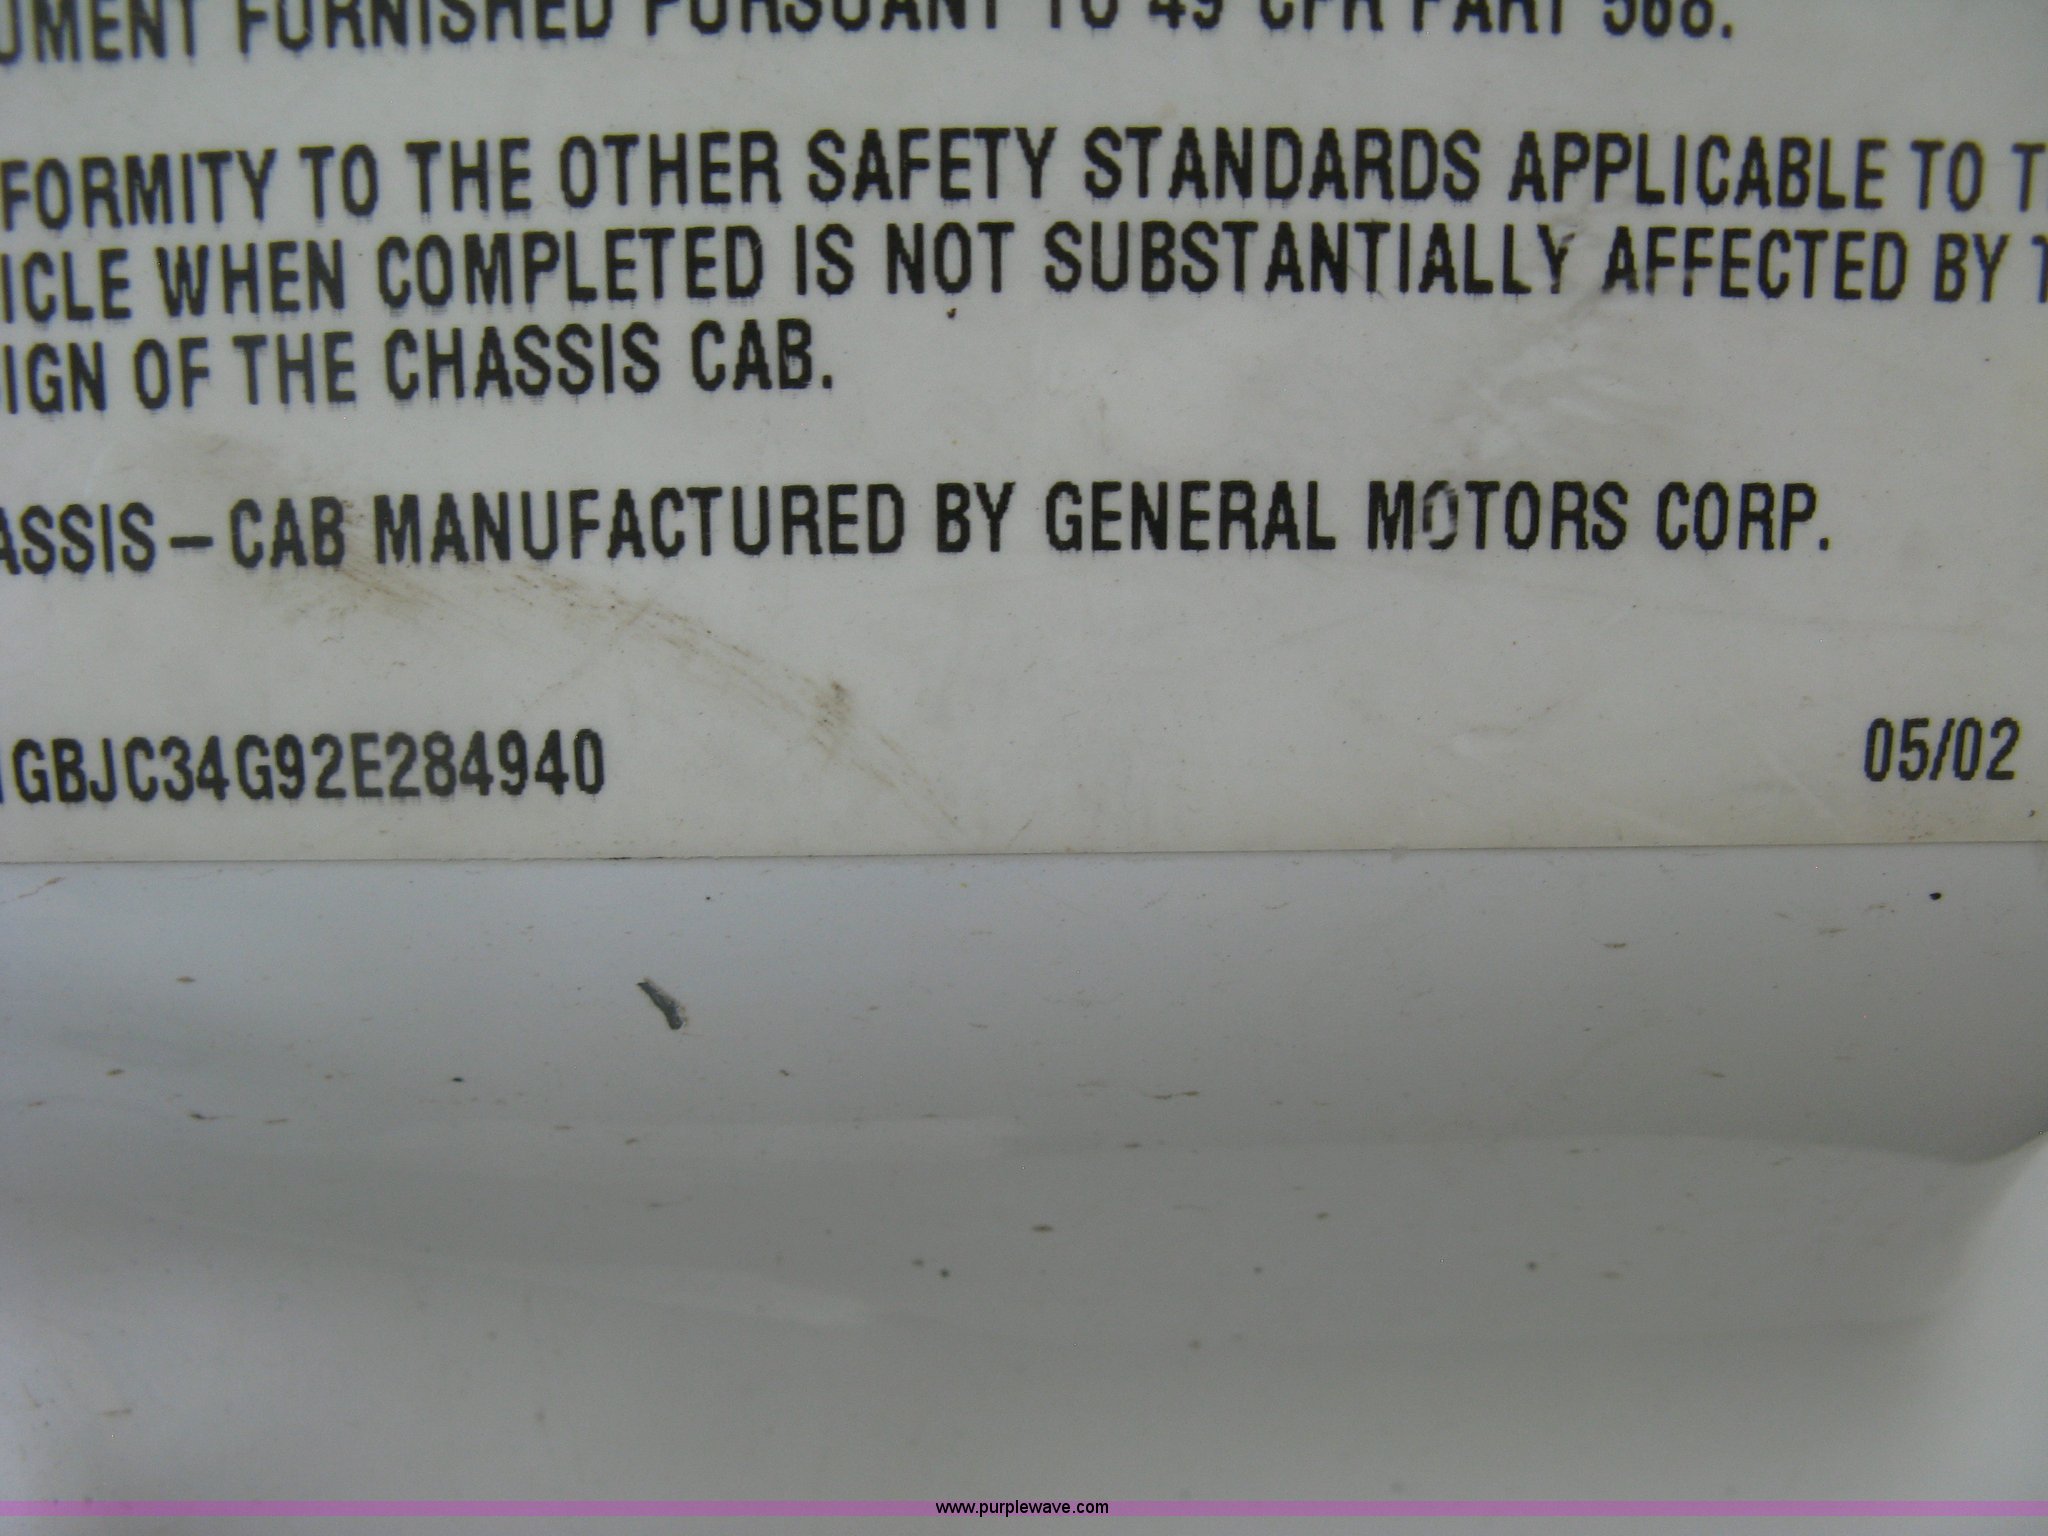 UMENT FURNISHED PURSUANT TO 49 CFR PART 568.
FORMITY TO THE OTHER SAFETY STANDARDS APPLICABLE TO T
ICLE WHEN COMPLETED IS NOT SUBSTANTIALLY AFFECTED BY T
IGN OF THE CHASSIS CAB.
ASSIS – CAB MANUFACTURED BY GENERAL MOTORS CORP.
1GBJC34G92E284940 05/02
www.purplewave.com